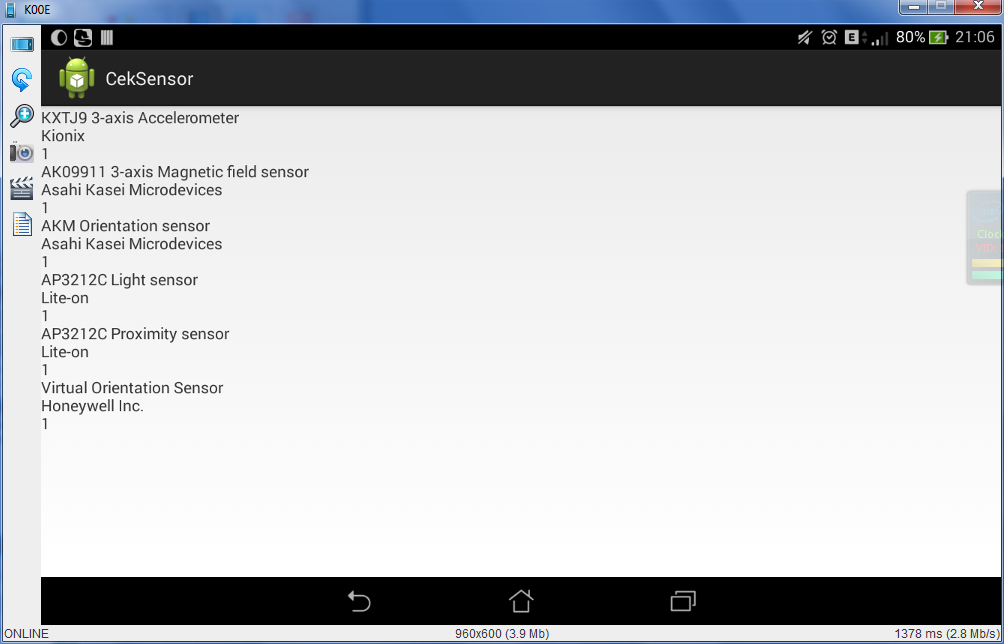 K00E
80% 21:06
CekSensor
KXTJ9 3-axis Accelerometer
Kionix
1
AK09911 3-axis Magnetic field sensor
Asahi Kasei Microdevices
1
AKM Orientation sensor
Asahi Kasei Microdevices
1
AP3212C Light sensor
Lite-on
1
AP3212C Proximity sensor
Lite-on
1
Virtual Orientation Sensor
Honeywell Inc.
1
E
Cloc
ONLINE 960x600 (3.9 Mb) 1378 ms (2.8 Mb/s)